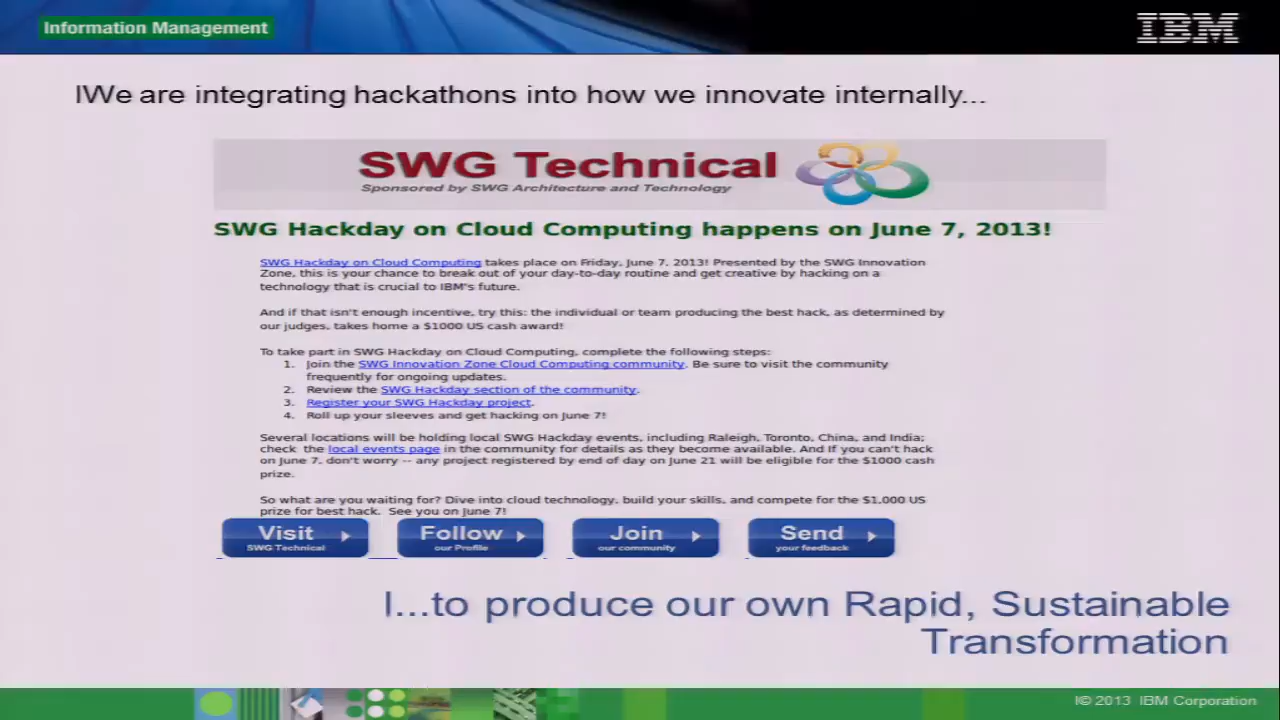 Information Management
IBM
IWe are integrating hackathons into how we innovate internally...
SWG Technical
Sponsored by SWG Architecture and Technology
SWG Hackday on Cloud Computing happens on June 7, 2013!
SWG Hackday on Cloud Computing takes place on Friday, June 7, 2013! Presented by the SWG Innovation
Zone, this is your chance to break out of your day-to-day routine and get creative by hacking on a
technology that is crucial to IBM's future.
And if that isn't enough incentive, try this: the individual or team producing the best hack, as determined by
our judges, takes home a $1000 US cash award!
To take part in SWG Hackday on Cloud Computing, complete the following steps:
1. Join the SWG Innovation Zone Cloud Computing community. Be sure to visit the community
frequently for ongoing updates.
2. Review the SWG Hackday section of the community.
3. Register your SWG Hackday project.
4. Roll up your sleeves and get hacking on June 7!
Several locations will be holding local SWG Hackday events, including Raleigh, Toronto, China, and India;
check the local events page in the community for details as they become available. And If you can't hack
on June 7, don't worry -- any project registered by end of day on June 21 will be eligible for the $1000 cash
prize.
So what are you waiting for? Dive into cloud technology, build your skills, and compete for the $1,000 US
prize for best hack. See you on June 7!
Visit
SWG Technical
Follow
our Profile
Join
our community
Send
your feedback
I...to produce our own Rapid, Sustainable
Transformation
I© 2013 IBM Corporation